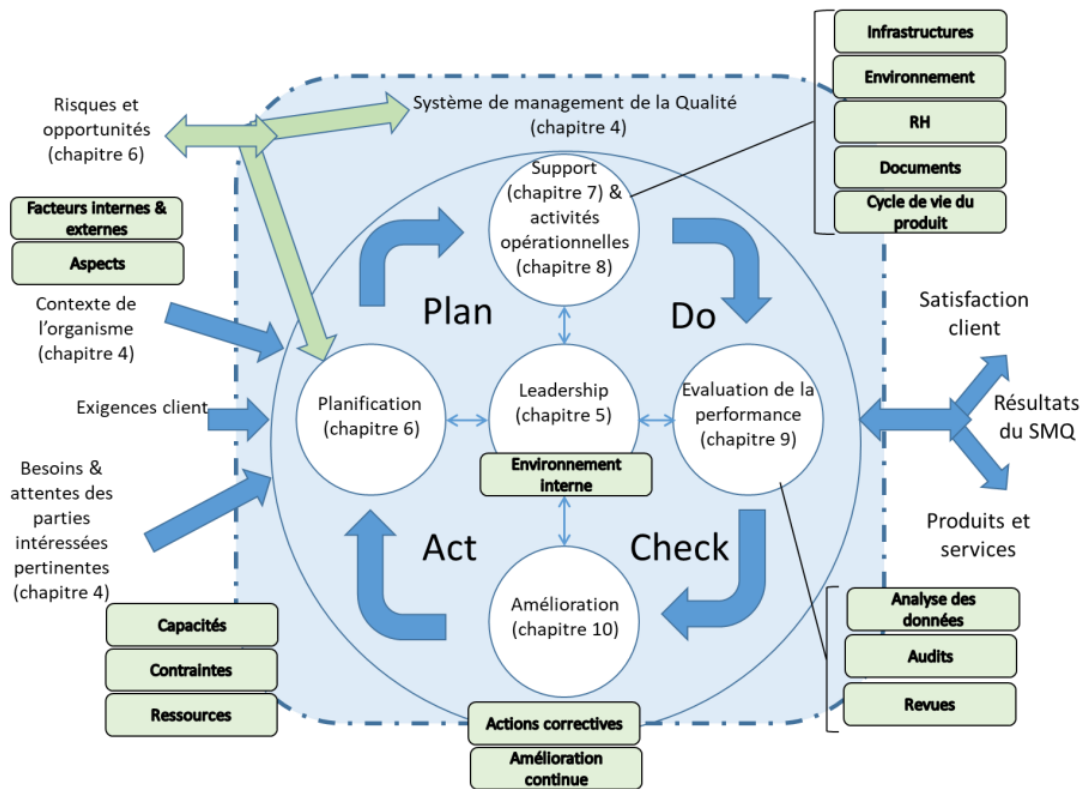 Infrastructures
Environnement
RH
Documents
Cycle de vie du
produit
Risques et
opportunités
(chapitre 6)
Système de management de la Qualité
(chapitre 4)
Facteurs internes &
externes
Aspects
Contexte de
l'organisme
(chapitre 4)
Exigences client
Besoins &
attentes des
parties
intéressées
pertinentes
(chapitre 4)
Capacités
Contraintes
Ressources
Support
(chapitre 7) &
activités
opérationnelles
(chapitre 8)
Plan
Do
Planification
(chapitre 6)
Leadership
(chapitre 5)
Environnement
interne
Evaluation de la
performance
(chapitre 9)
Act
Check
Amélioration
(chapitre 10)
Actions correctives
Amélioration
continue
Satisfaction
client
Résultats
du SMQ
Produits et
services
Analyse des
données
Audits
Revues